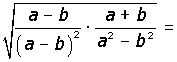 √((a − b)/(a − b)² · (a + b)/(a² − b²)) =